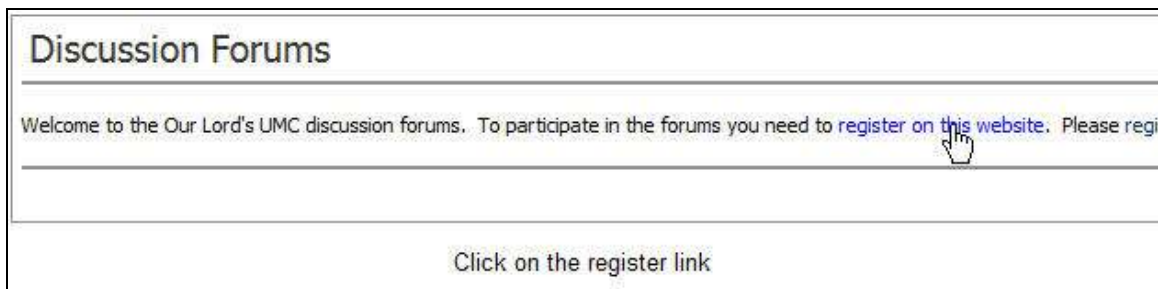 Discussion Forums
Welcome to the Our Lord's UMC discussion forums.  To participate in the forums you need to register on this website.  Please regi
Click on the register link